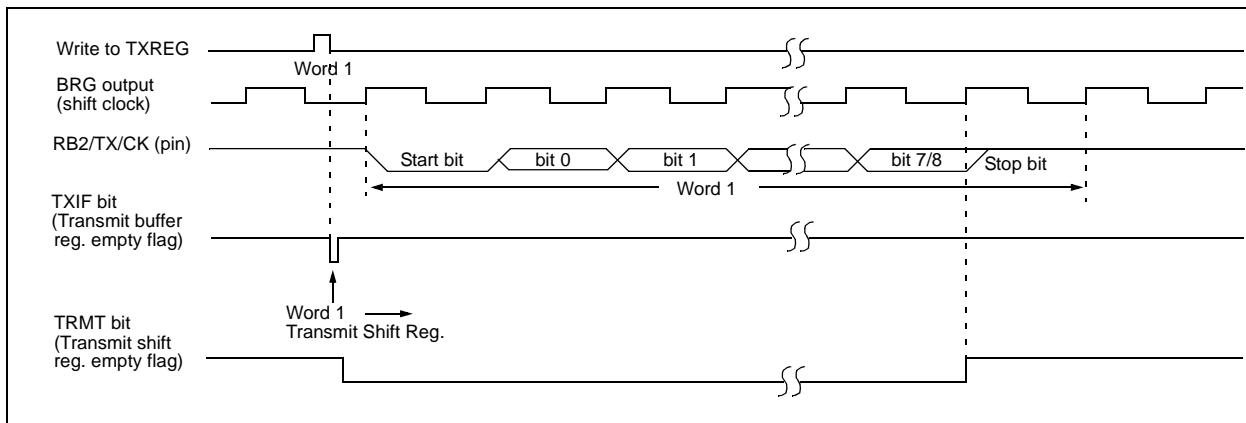 Write to TXREG
Word 1
BRG output
(shift clock)
RB2/TX/CK (pin)
Start bit
bit 0
bit 1
bit 7/8
Stop bit
Word 1
TXIF bit
(Transmit buffer
reg. empty flag)
Word 1
Transmit Shift Reg.
TRMT bit
(Transmit shift
reg. empty flag)